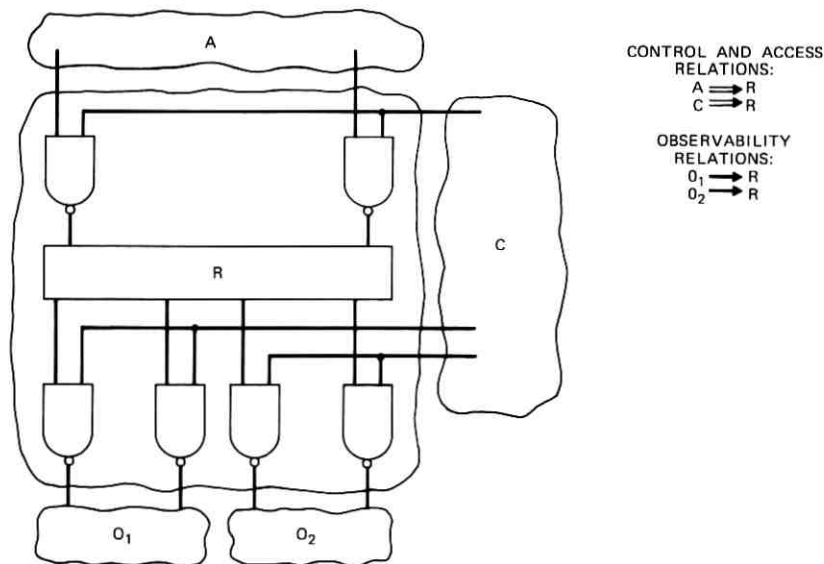 A
CONTROL AND ACCESS
RELATIONS:
A ⟹ R
C ⟹ R
OBSERVABILITY
RELATIONS:
O₁ ⟶ R
O₂ ⟶ R
C
R
O₁
O₂